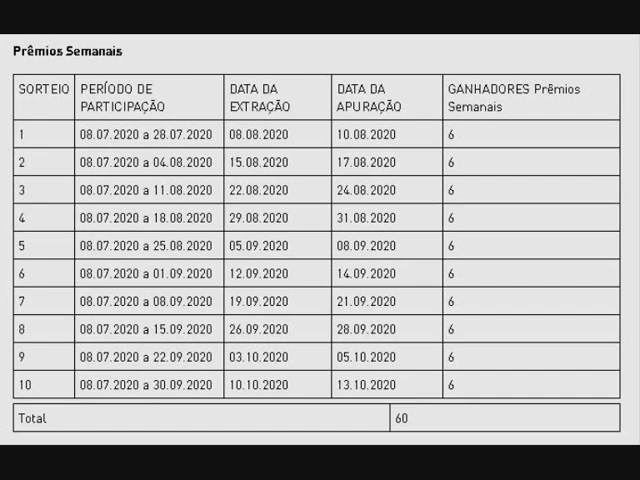 Prêmios Semanais
SORTEIO PERÍODO DE PARTICIPAÇÃO DATA DA EXTRAÇÃO DATA DA APURAÇÃO GANHADORES Prêmios Semanais
1 08.07.2020 a 28.07.2020 08.08.2020 10.08.2020 6
2 08.07.2020 a 04.08.2020 15.08.2020 17.08.2020 6
3 08.07.2020 a 11.08.2020 22.08.2020 24.08.2020 6
4 08.07.2020 a 18.08.2020 29.08.2020 31.08.2020 6
5 08.07.2020 a 25.08.2020 05.09.2020 08.09.2020 6
6 08.07.2020 a 01.09.2020 12.09.2020 14.09.2020 6
7 08.07.2020 a 08.09.2020 19.09.2020 21.09.2020 6
8 08.07.2020 a 15.09.2020 26.09.2020 28.09.2020 6
9 08.07.2020 a 22.09.2020 03.10.2020 05.10.2020 6
10 08.07.2020 a 30.09.2020 10.10.2020 13.10.2020 6
Total 60